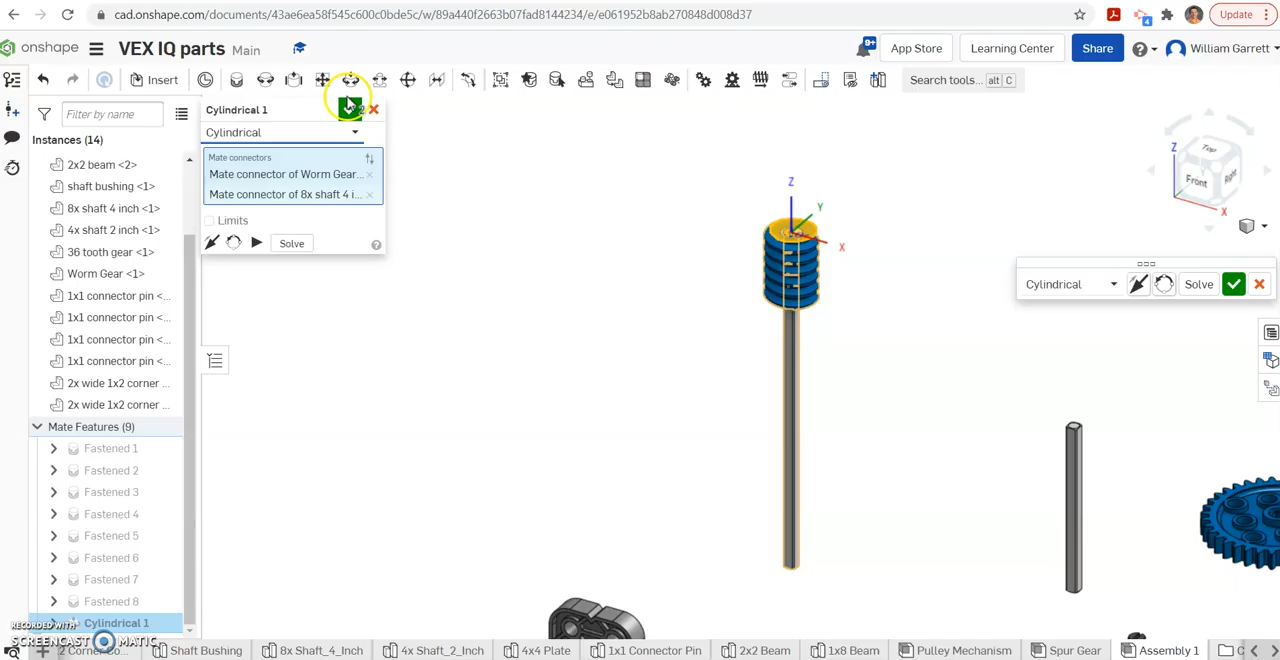 cad.onshape.com/documents/43ae6ea58f545c600c0bde5c/w/89a440f2663b07fad8144234/e/e061952b8ab270848d008d37
4
Update
onshape
VEX IQ parts Main
9+
App Store
Learning Center
Share
William Garrett
Insert
Search tools... alt C
Filter by name
Cylindrical 1
Cylindrical
Instances (14)
2x2 beam <2>
shaft bushing <1>
8x shaft 4 inch <1>
4x shaft 2 inch <1>
36 tooth gear <1>
Worm Gear <1>
1x1 connector pin <...
1x1 connector pin <...
1x1 connector pin <...
1x1 connector pin <...
2x wide 1x2 corner ...
2x wide 1x2 corner ...
Mate Features (9)
Fastened 1
Fastened 2
Fastened 3
Fastened 4
Fastened 5
Fastened 6
Fastened 7
Fastened 8
Cylindrical 1
Mate connectors
Mate connector of Worm Gear...
Mate connector of 8x shaft 4 i...
Limits
Solve
Z
Y
X
Top
Z
Front
Right
X
Cylindrical
Solve
RECORDED WITH
SCREENCAST MATIC
2 Corner Co...
Shaft Bushing
8x Shaft_4_Inch
4x Shaft_2_Inch
4x4 Plate
1x1 Connector Pin
2x2 Beam
1x8 Beam
Pulley Mechanism
Spur Gear
Assembly 1
C